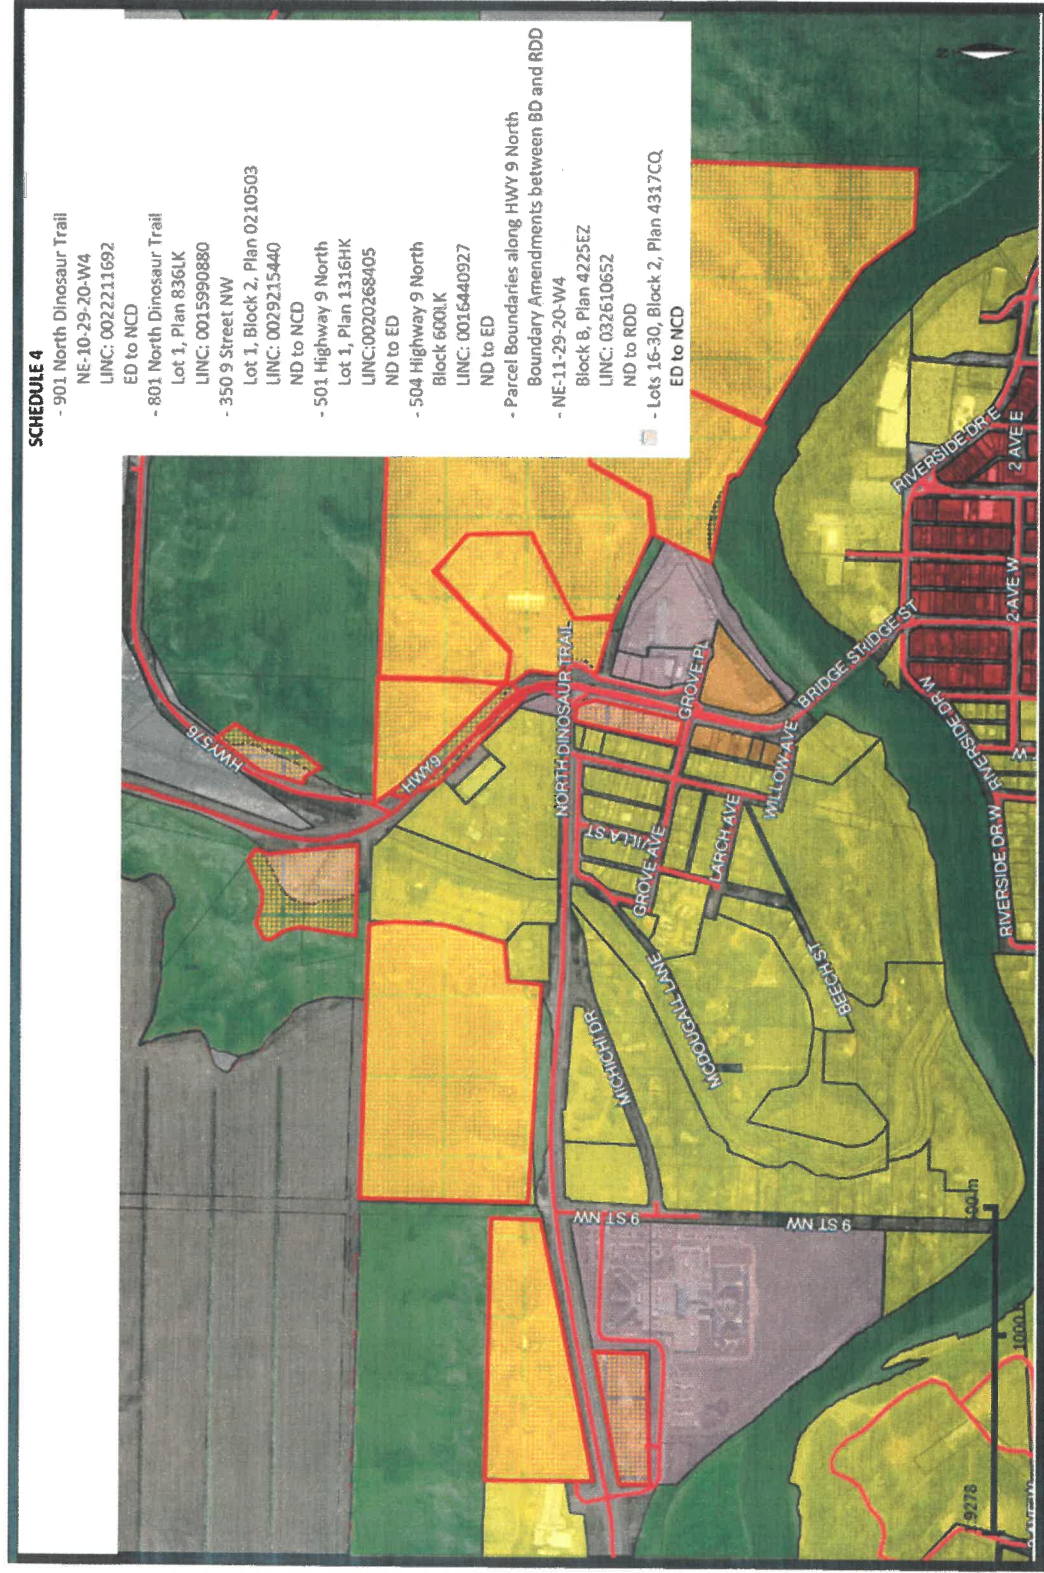 SCHEDULE 4
- 901 North Dinosaur Trail
NE-10-29-20-W4
LINC: 0022211692
ED to NCD
- 801 North Dinosaur Trail
Lot 1, Plan 836LK
LINC: 0015990880
- 350 9 Street NW
Lot 1, Block 2, Plan 0210503
LINC: 0029215440
ND to NCD
- 501 Highway 9 North
Lot 1, Plan 1316HK
LINC:0020268405
ND to ED
- 504 Highway 9 North
Block 600LK
LINC: 0016440927
ND to ED
- Parcel Boundaries along HWY 9 North
Boundary Amendments between BD and RDD
- NE-11-29-20-W4
Block B, Plan 4225EZ
LINC: 032610652
ND to RDD
- Lots 16-30, Block 2, Plan 4317CQ
ED to NCD
N
HWY 576
HWY 9
NORTH DINOSAUR TRAIL
GROVE PL
VILLA ST
GROVE AVE
LARCH AVE
WILLOW AVE
BRIDGE ST
RIDGE ST
MICHICHI DR
MCDOUGALL LANE
BEECH ST
9 ST NW
9 ST NW
RIVERSIDE DR E
RIVERSIDE DR W
RIVERSIDE DR W
2 AVE W
2 AVE E
1000
9278